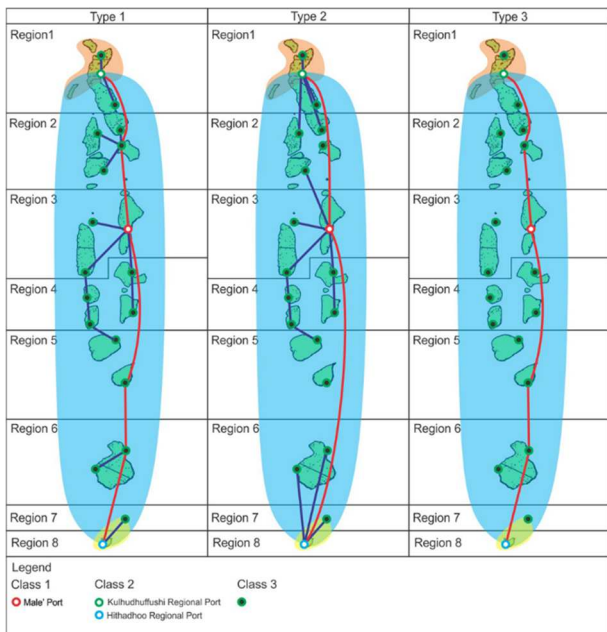 Type 1 Type 2 Type 3
Region1 Region1 Region1
Region 2 Region 2 Region 2
Region 3 Region 3 Region 3
Region 4 Region 4 Region 4
Region 5 Region 5 Region 5
Region 6 Region 6 Region 6
Region 7 Region 7 Region 7
Region 8 Region 8 Region 8
Legend
Class 1 Class 2 Class 3
Male' Port Kulhudhuffushi Regional Port
Hithadhoo Regional Port